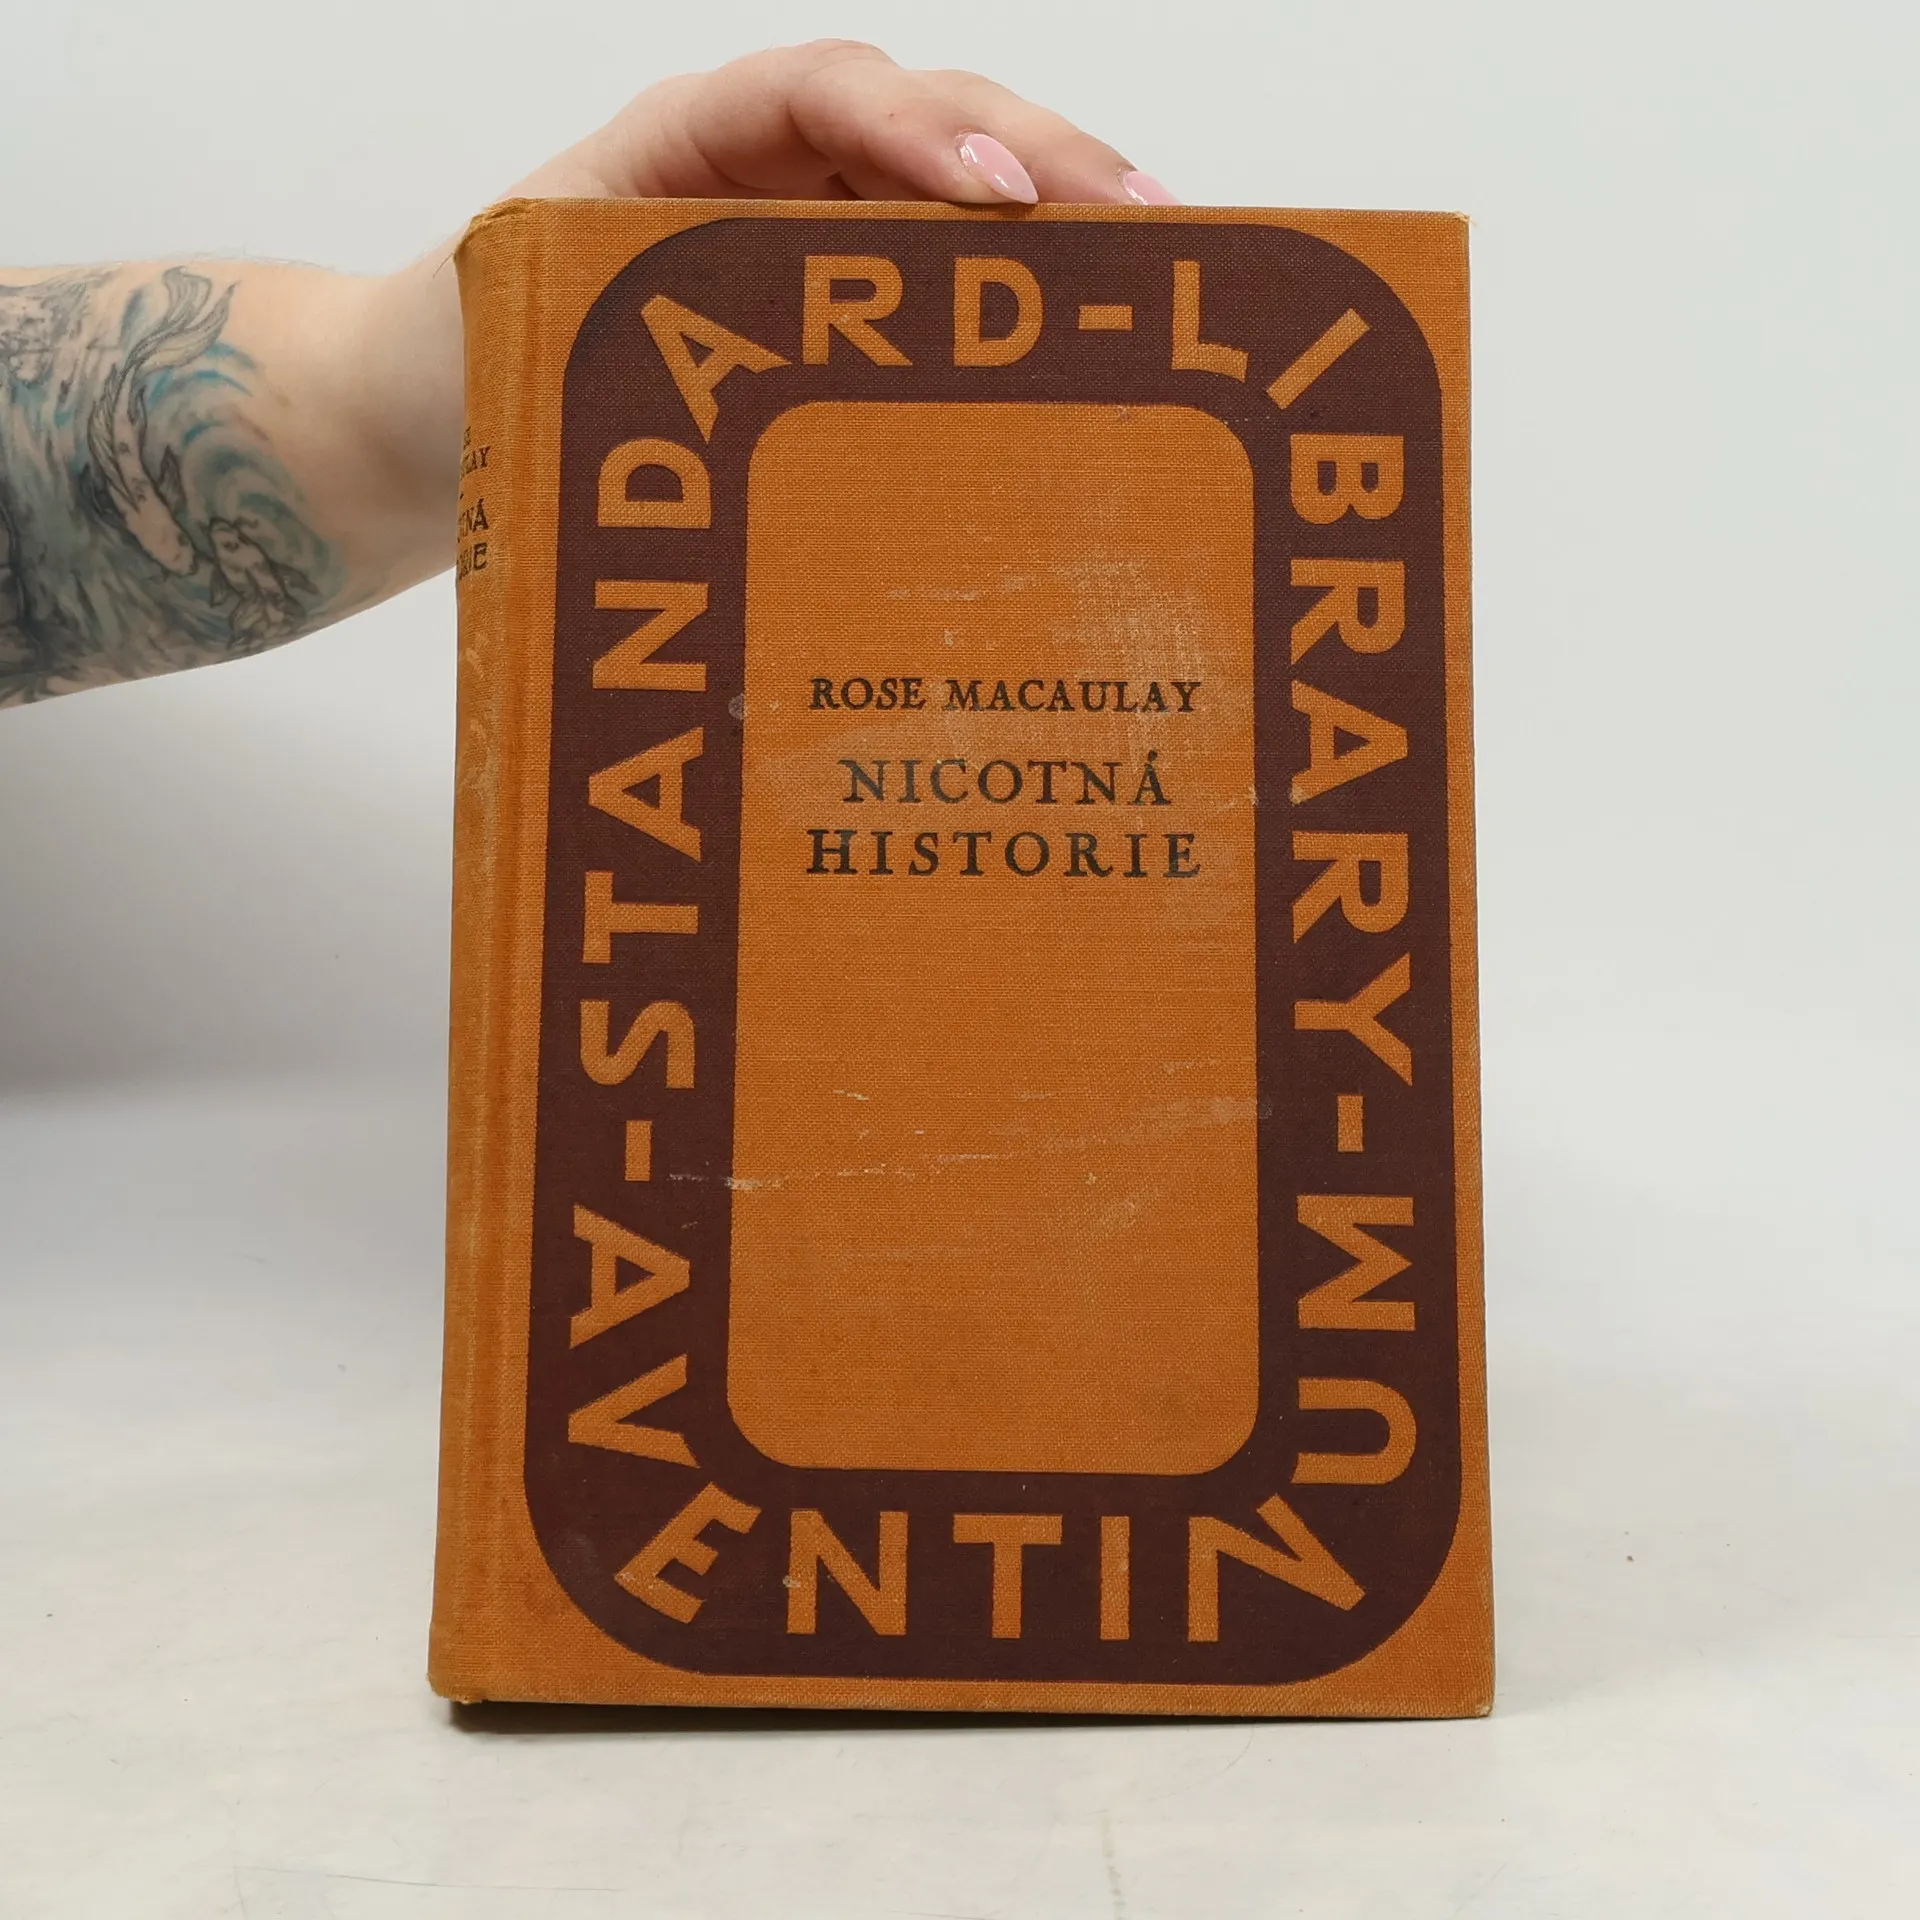 STANDARD-LIBRARY-AVENTINUM-
ROSE MACAULAY
NICOTNÁ
HISTORIE